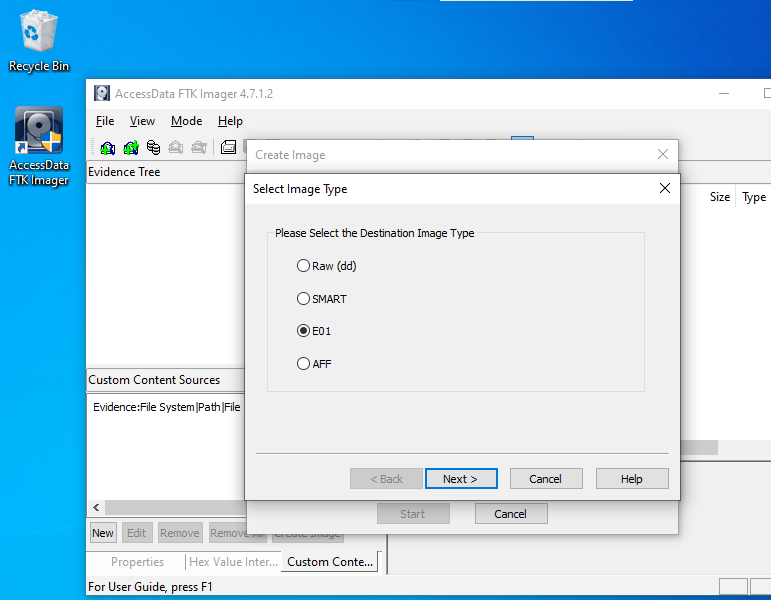 Recycle Bin
AccessData
FTK Imager
AccessData FTK Imager 4.7.1.2
File View Mode Help
Evidence Tree
Size Type
Create Image
Select Image Type
Please Select the Destination Image Type
Raw (dd)
SMART
E01
AFF
< Back Next > Cancel Help
Start Cancel
Custom Content Sources
Evidence:File System|Path|File
New Edit Remove Remove All Create Image
Properties Hex Value Inter... Custom Conte...
For User Guide, press F1